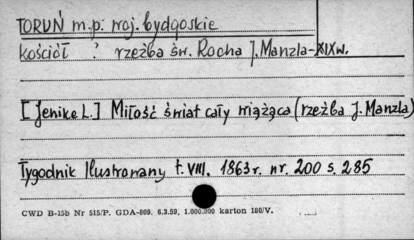 TORUŃ m.p. woj. bydgoskie
kościół ? rzeźba św. Rocha J. Manzla - XIXw.
[Jenike L.] Miłość świat cały wiążąca (rzeźba J. Manzla)
Tygodnik Ilustrowany t. VIII. 1863 r. nr. 200 s. 285
CWD B-15b Nr 515/P. GDA-809. 6.3.59. 1.000.000 karton 180/V.